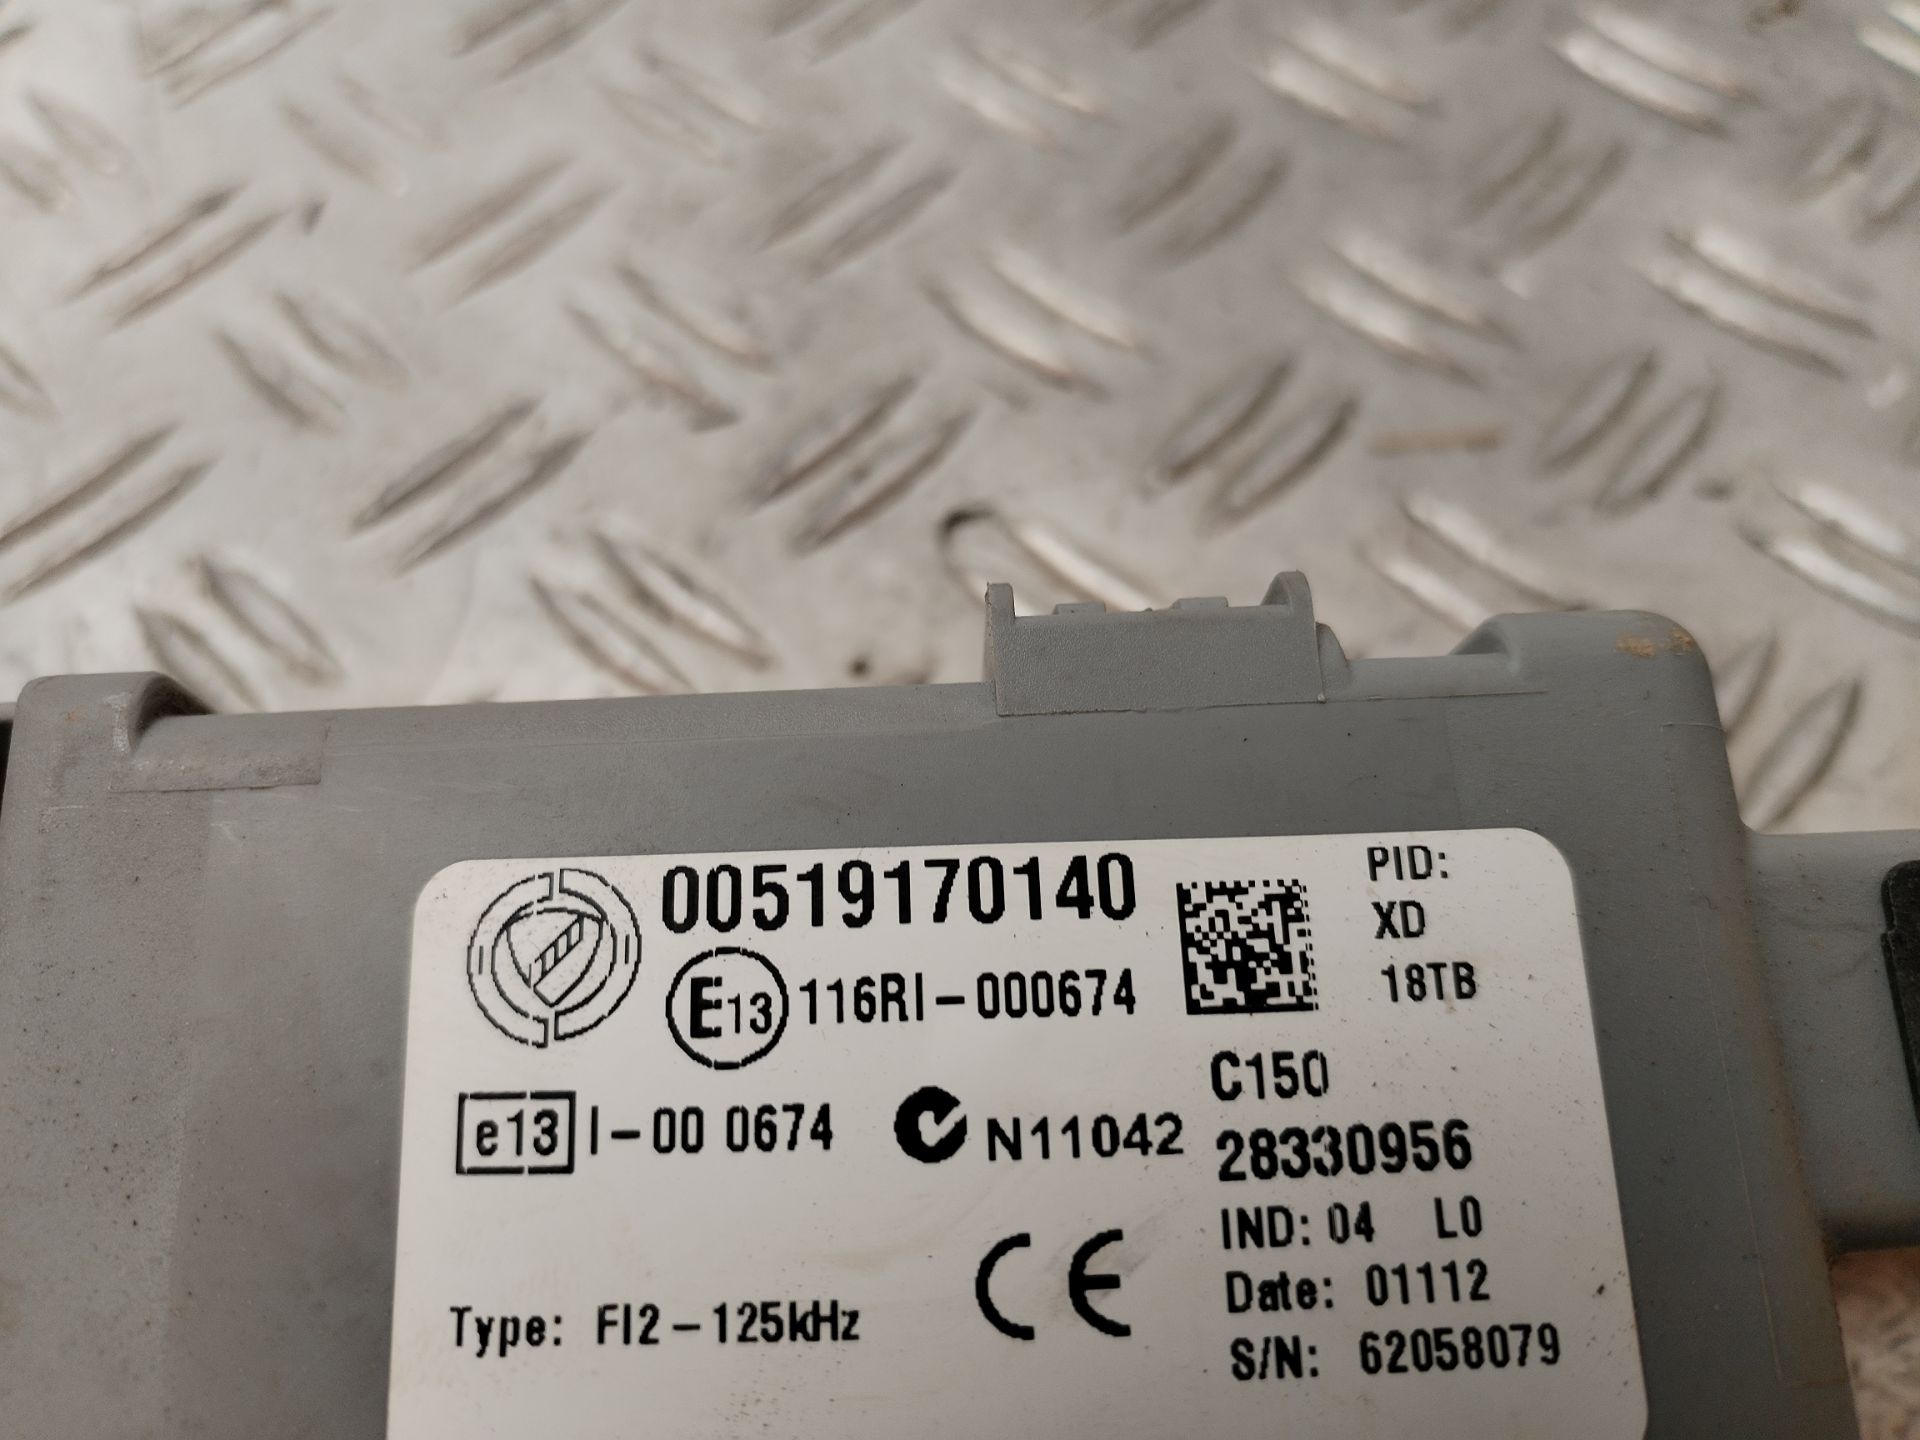 00519170140
E13 116RI-000674
e13 I-00 0674
N11042
Type: FI2-125kHz
CE
PID:
XD
18TB
C150
28330956
IND: 04 L0
Date: 01112
S/N: 62058079